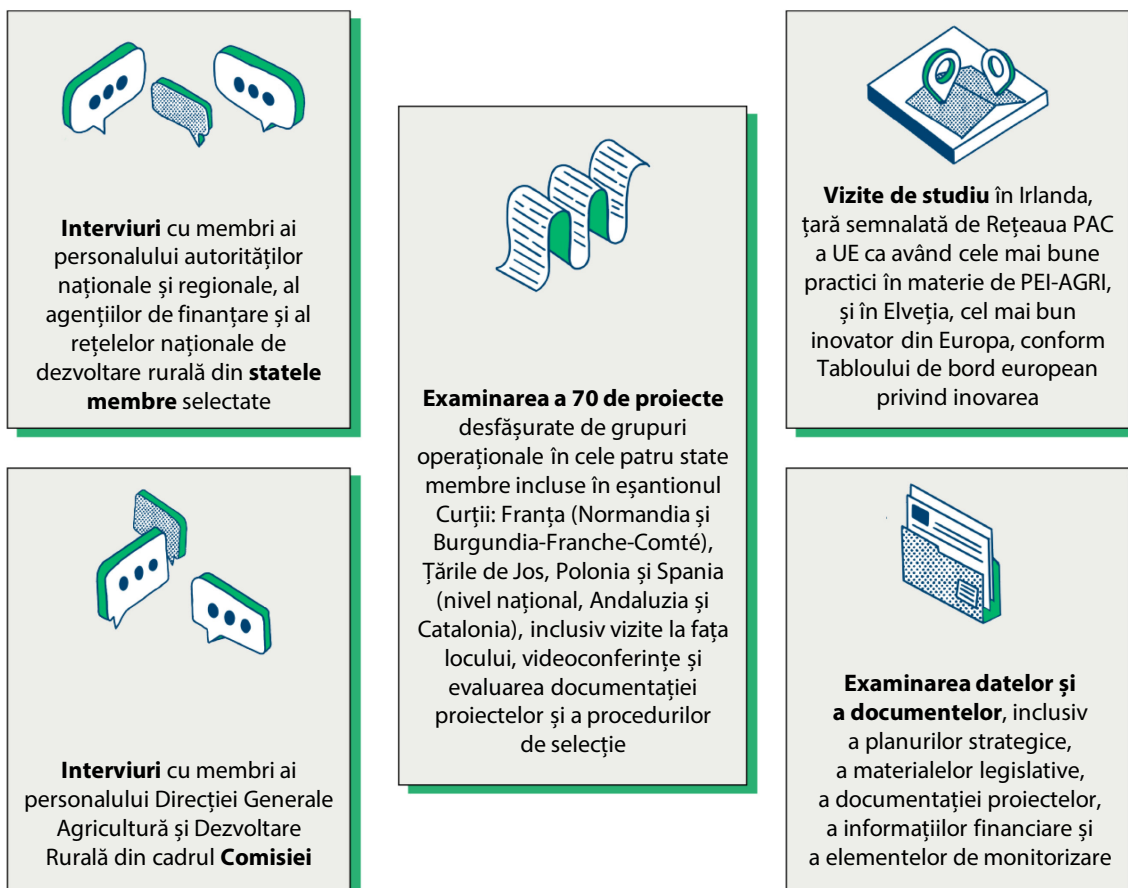 Interviuri cu membri ai
personalului autorităților
naționale și regionale, al
agențiilor de finanțare și al
rețelelor naționale de
dezvoltare rurală din statele
membre selectate
Interviuri cu membri ai
personalului Direcției Generale
Agricultură și Dezvoltare
Rurală din cadrul Comisiei
Examinarea a 70 de proiecte
desfășurate de grupuri
operaționale în cele patru state
membre incluse în eșantionul
Curții: Franța (Normandia și
Burgundia-Franche-Comté),
Țările de Jos, Polonia și Spania
(nivel național, Andaluzia și
Catalonia), inclusiv vizite la fața
locului, videoconferințe și
evaluarea documentației
proiectelor și a procedurilor
de selecție
Vizite de studiu în Irlanda,
țară semnalată de Rețeaua PAC
a UE ca având cele mai bune
practici în materie de PEI-AGRI,
și în Elveția, cel mai bun
inovator din Europa, conform
Tabloului de bord european
privind inovarea
Examinarea datelor și
a documentelor, inclusiv
a planurilor strategice,
a materialelor legislative,
a documentației proiectelor,
a informațiilor financiare și
a elementelor de monitorizare